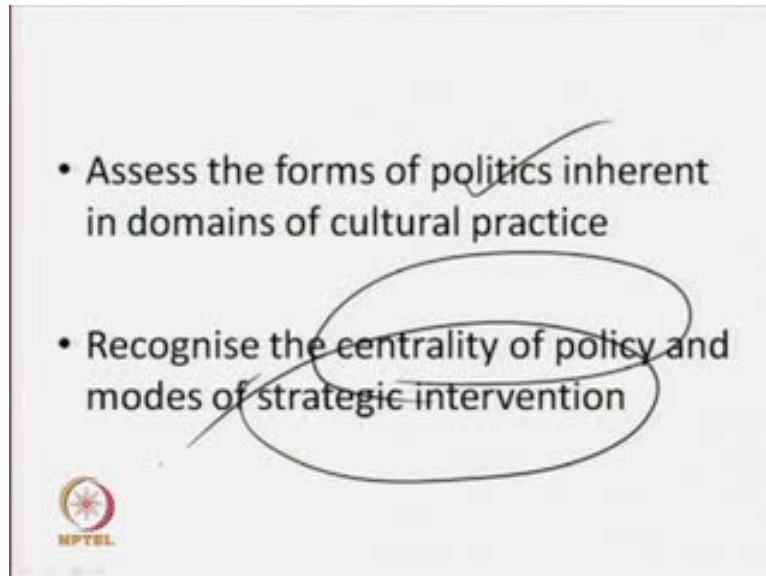 • Assess the forms of politics inherent
in domains of cultural practice
• Recognise the centrality of policy and
modes of strategic intervention
NPTEL